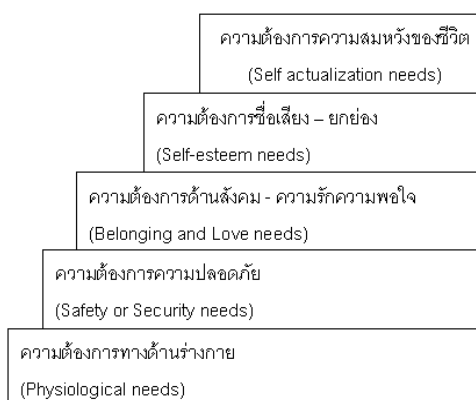 ความต้องการความสมหวังของชีวิต
(Self actualization needs)
ความต้องการชื่อเสียง – ยกย่อง
(Self-esteem needs)
ความต้องการด้านสังคม - ความรักความพอใจ
(Belonging and Love needs)
ความต้องการความปลอดภัย
(Safety or Security needs)
ความต้องการทางด้านร่างกาย
(Physiological needs)